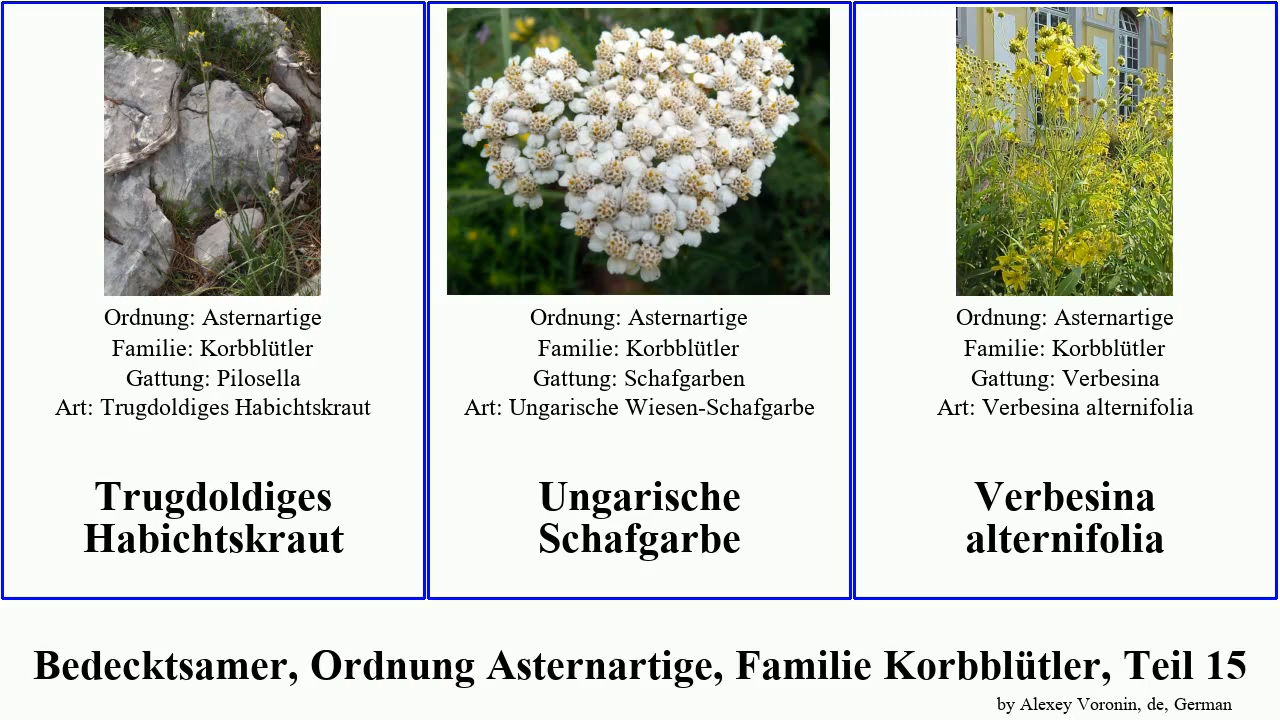 Ordnung: Asternartige
Familie: Korbblütler
Gattung: Pilosella
Art: Trugdoldiges Habichtskraut
Trugdoldiges
Habichtskraut
Ordnung: Asternartige
Familie: Korbblütler
Gattung: Schafgarben
Art: Ungarische Wiesen-Schafgarbe
Ungarische
Schafgarbe
Ordnung: Asternartige
Familie: Korbblütler
Gattung: Verbesina
Art: Verbesina alternifolia
Verbesina
alternifolia
Bedecktsamer, Ordnung Asternartige, Familie Korbblütler, Teil 15
by Alexey Voronin, de, German